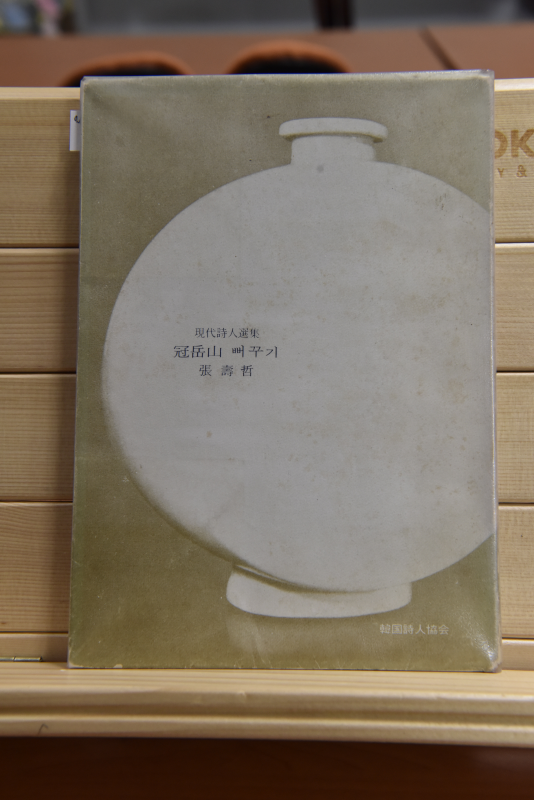 現代詩人選集
冠岳山 뻐꾸기
張壽哲
韓国詩人協会
OK
Y &